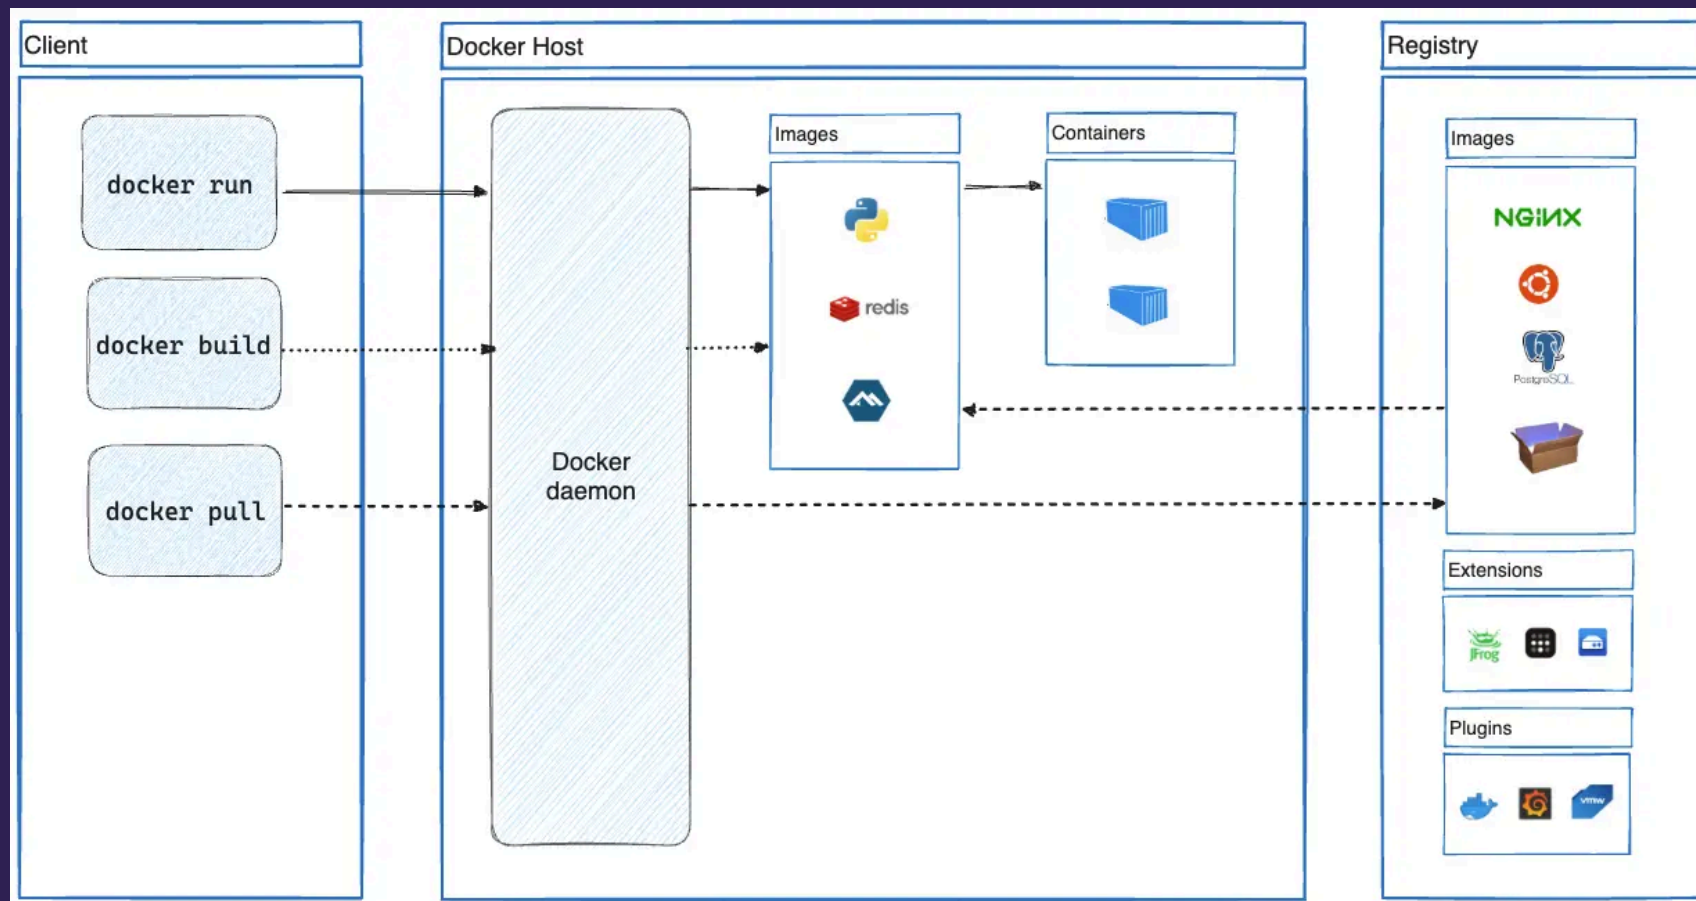 Client
docker run
docker build
docker pull
Docker Host
Docker
daemon
Images
redis
Containers
Registry
Images
NGINX
PostgreSQL
Extensions
JFrog
Plugins
vmw